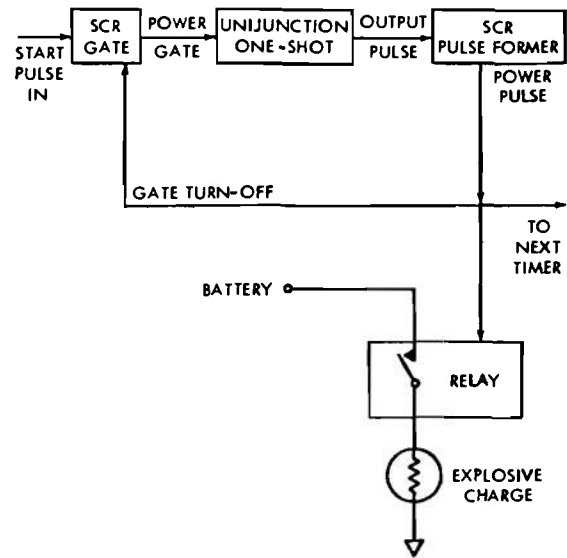 SCR
GATE
POWER
GATE
UNIJUNCTION
ONE-SHOT
OUTPUT
PULSE
SCR
PULSE FORMER
START
PULSE
IN
POWER
PULSE
GATE TURN-OFF
TO
NEXT
TIMER
BATTERY
RELAY
EXPLOSIVE
CHARGE